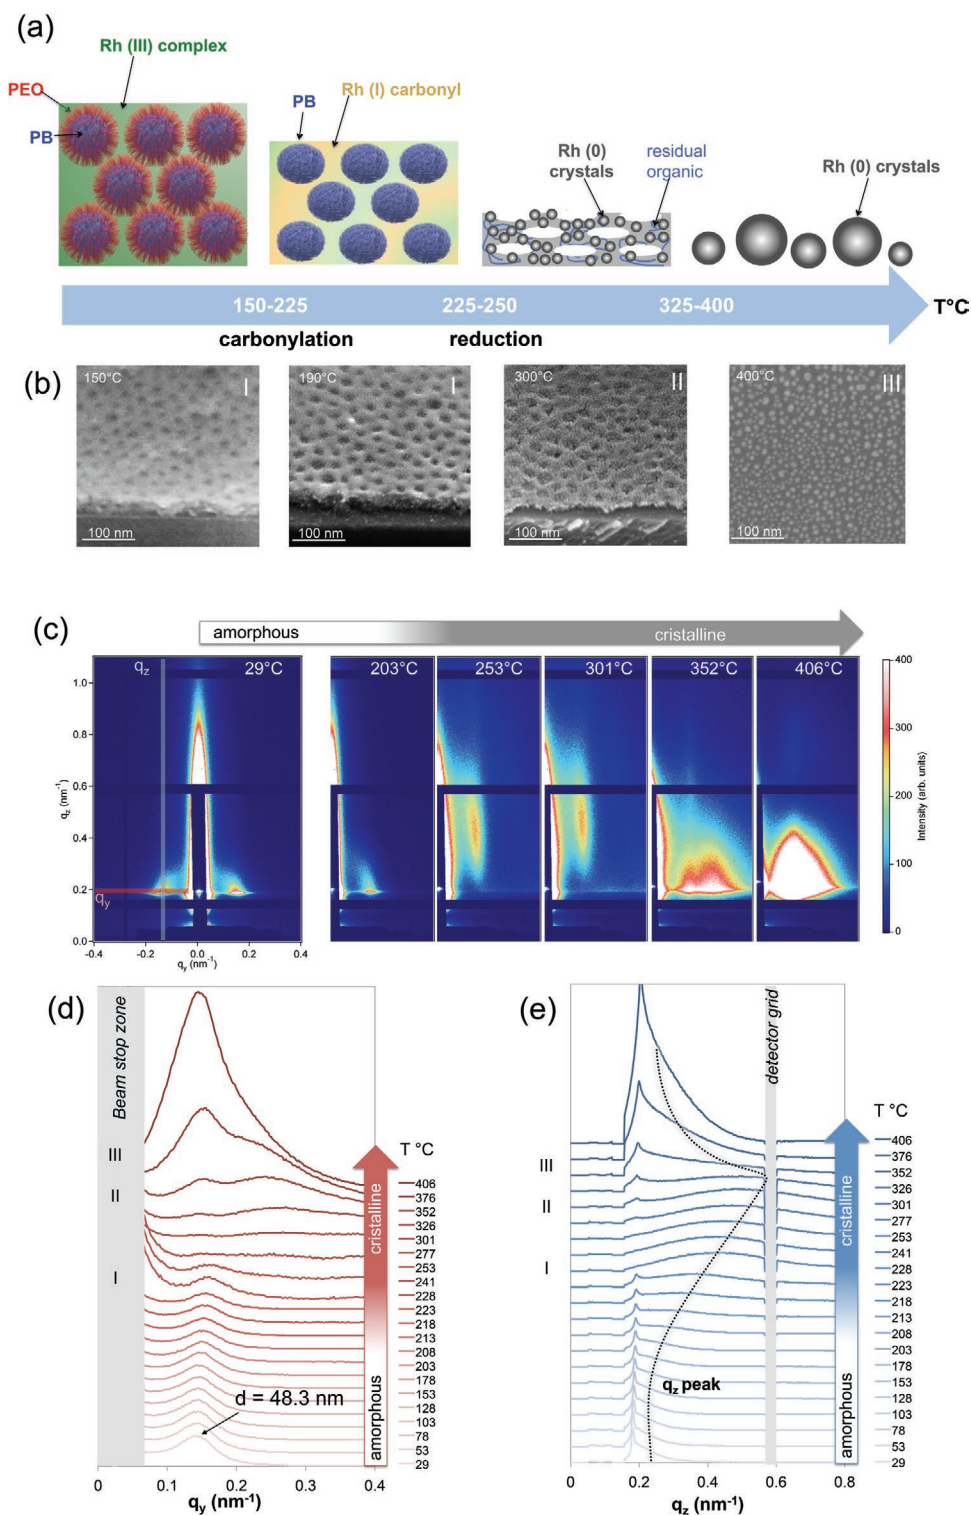 (a)
Rh (III) complex
PEO
PB
PB
Rh (I) carbonyl
Rh (0)
crystals
residual
organic
Rh (0) crystals
150-225
225-250
325-400
T°C
carbonylation
reduction
(b)
150°C
I
100 nm
190°C
I
100 nm
300°C
II
100 nm
400°C
III
100 nm
(c)
amorphous
cristalline
qz
29°C
203°C
253°C
301°C
352°C
406°C
1.0
0.8
0.6
0.4
0.2
0.0
qz (nm-1)
qy
-0.4
-0.2
0.0
0.2
0.4
qy (nm-1)
400
300
200
100
0
Intensity (arb. units)
(d)
Beam stop zone
III
II
I
d = 48.3 nm
T °C
cristalline
amorphous
406
376
352
326
301
277
253
241
228
223
218
213
208
203
178
153
128
103
78
53
29
0
0.1
0.2
0.3
0.4
qy (nm-1)
(e)
detector grid
III
II
I
qz peak
T °C
cristalline
amorphous
406
376
352
326
301
277
253
241
228
223
218
213
208
203
178
153
128
103
78
53
29
0
0.2
0.4
0.6
0.8
qz (nm-1)